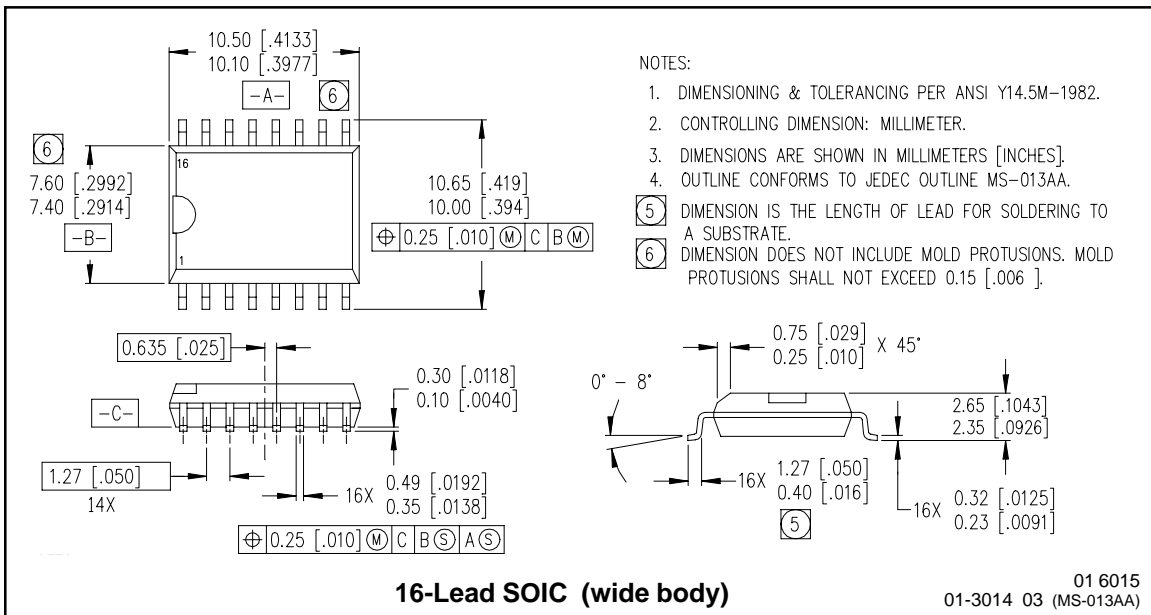 10.50 [.4133]
10.10 [.3977]
-A- 6
6
7.60 [.2992]
7.40 [.2914]
-B-
16
1
10.65 [.419]
10.00 [.394]
⌖ 0.25 [.010] Ⓜ C B Ⓜ
NOTES:
1. DIMENSIONING & TOLERANCING PER ANSI Y14.5M-1982.
2. CONTROLLING DIMENSION: MILLIMETER.
3. DIMENSIONS ARE SHOWN IN MILLIMETERS [INCHES].
4. OUTLINE CONFORMS TO JEDEC OUTLINE MS-013AA.
5 DIMENSION IS THE LENGTH OF LEAD FOR SOLDERING TO
A SUBSTRATE.
6 DIMENSION DOES NOT INCLUDE MOLD PROTUSIONS. MOLD
PROTUSIONS SHALL NOT EXCEED 0.15 [.006 ].
0.635 [.025]
-C-
0.30 [.0118]
0.10 [.0040]
1.27 [.050]
14X
16X 0.49 [.0192]
0.35 [.0138]
⌖ 0.25 [.010] Ⓜ C B Ⓢ A Ⓢ
0.75 [.029]
0.25 [.010] X 45°
0° - 8°
2.65 [.1043]
2.35 [.0926]
16X 1.27 [.050]
0.40 [.016]
5
16X 0.32 [.0125]
0.23 [.0091]
16-Lead SOIC (wide body)
01 6015
01-3014 03 (MS-013AA)